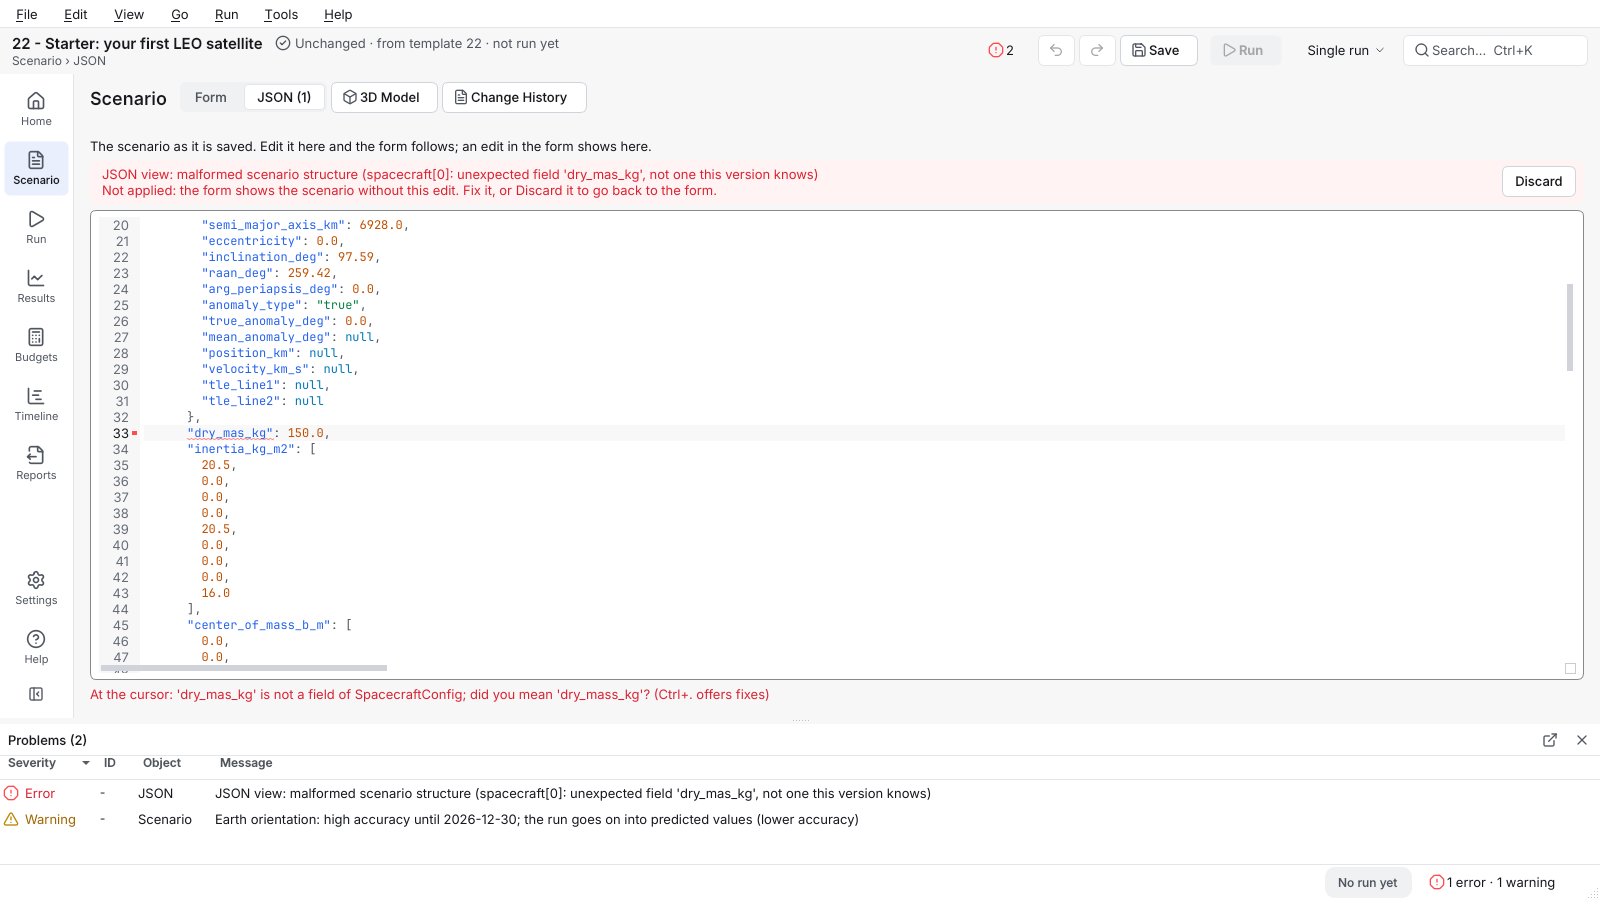 File Edit View Go Run Tools Help
22 - Starter: your first LEO satellite Unchanged · from template 22 · not run yet
Scenario › JSON
2 Save Run Single run Search... Ctrl+K
Home
Scenario
Run
Results
Budgets
Timeline
Reports
Settings
Help
Scenario Form JSON (1) 3D Model Change History
The scenario as it is saved. Edit it here and the form follows; an edit in the form shows here.
JSON view: malformed scenario structure (spacecraft[0]: unexpected field 'dry_mas_kg', not one this version knows)
Not applied: the form shows the scenario without this edit. Fix it, or Discard it to go back to the form.
Discard
20 "semi_major_axis_km": 6928.0,
21 "eccentricity": 0.0,
22 "inclination_deg": 97.59,
23 "raan_deg": 259.42,
24 "arg_periapsis_deg": 0.0,
25 "anomaly_type": "true",
26 "true_anomaly_deg": 0.0,
27 "mean_anomaly_deg": null,
28 "position_km": null,
29 "velocity_km_s": null,
30 "tle_line1": null,
31 "tle_line2": null
32 },
33 "dry_mas_kg": 150.0,
34 "inertia_kg_m2": [
35 20.5,
36 0.0,
37 0.0,
38 0.0,
39 20.5,
40 0.0,
41 0.0,
42 0.0,
43 16.0
44 ],
45 "center_of_mass_b_m": [
46 0.0,
47 0.0,
At the cursor: 'dry_mas_kg' is not a field of SpacecraftConfig; did you mean 'dry_mass_kg'? (Ctrl+. offers fixes)
Problems (2)
Severity ID Object Message
Error - JSON JSON view: malformed scenario structure (spacecraft[0]: unexpected field 'dry_mas_kg', not one this version knows)
Warning - Scenario Earth orientation: high accuracy until 2026-12-30; the run goes on into predicted values (lower accuracy)
No run yet 1 error · 1 warning